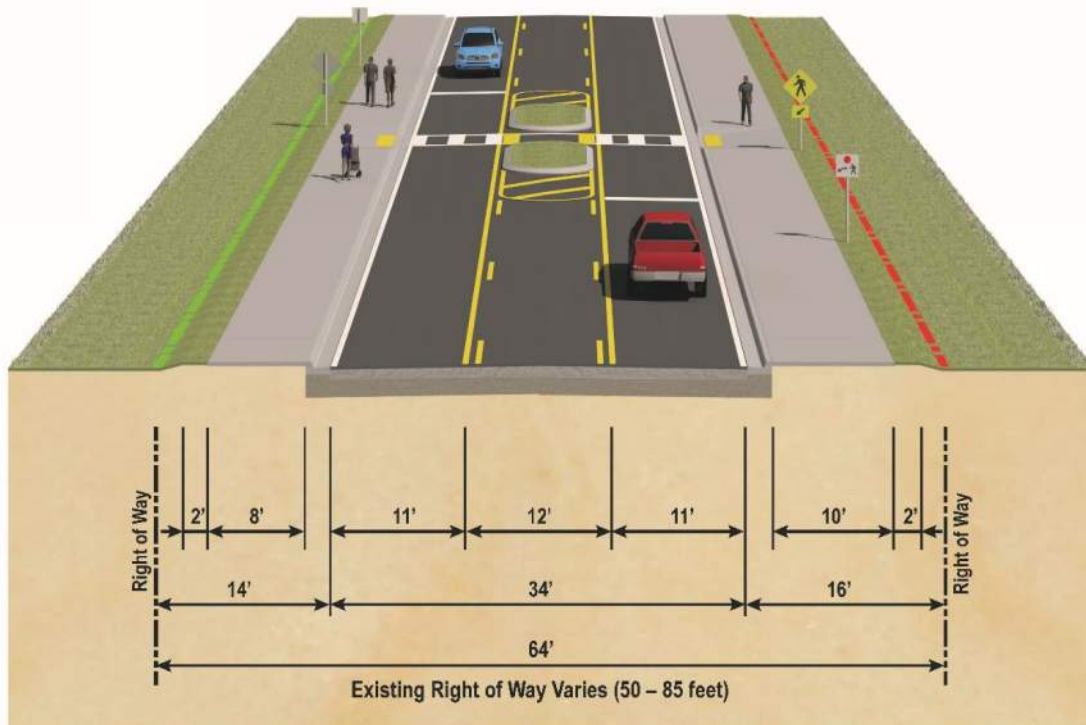 Right of Way
2' 8' 11' 12' 11' 10' 2'
Right of Way
14' 34' 16'
64'
Existing Right of Way Varies (50 – 85 feet)